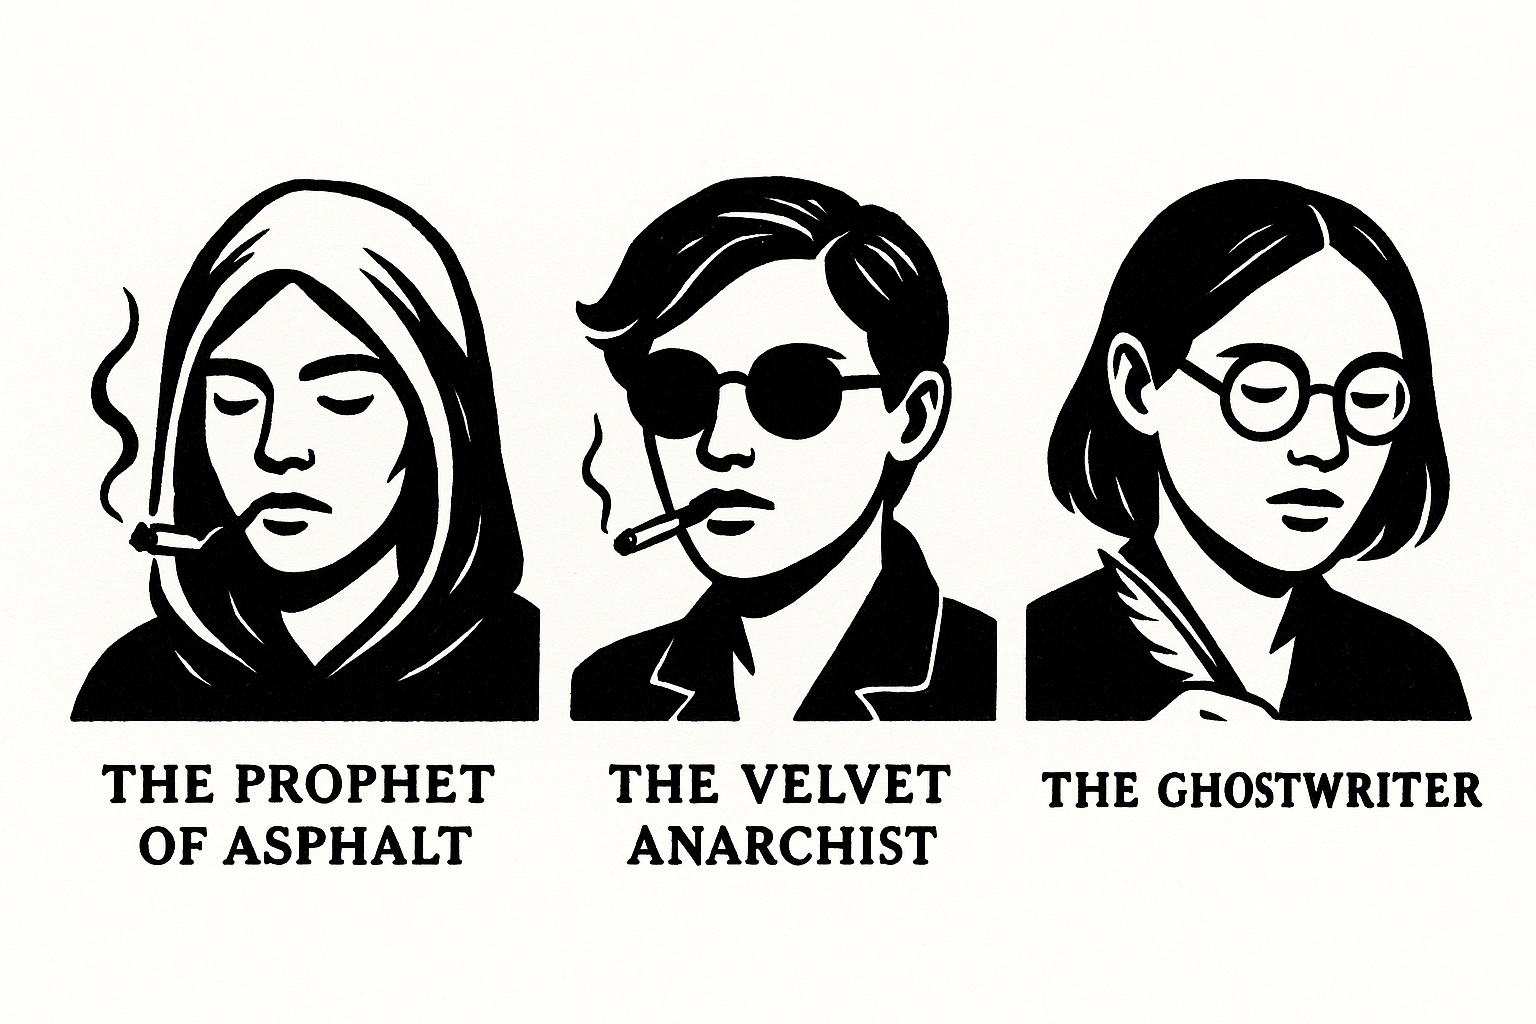 THE PROPHET
OF ASPHALT
THE VELVET
ANARCHIST
THE GHOSTWRITER